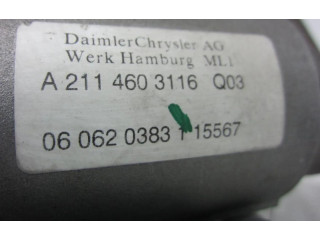 DaimlerChrysler AG
Werk Hamburg ML1
A 211 460 3116 Q03
06 062 0383 1 15567